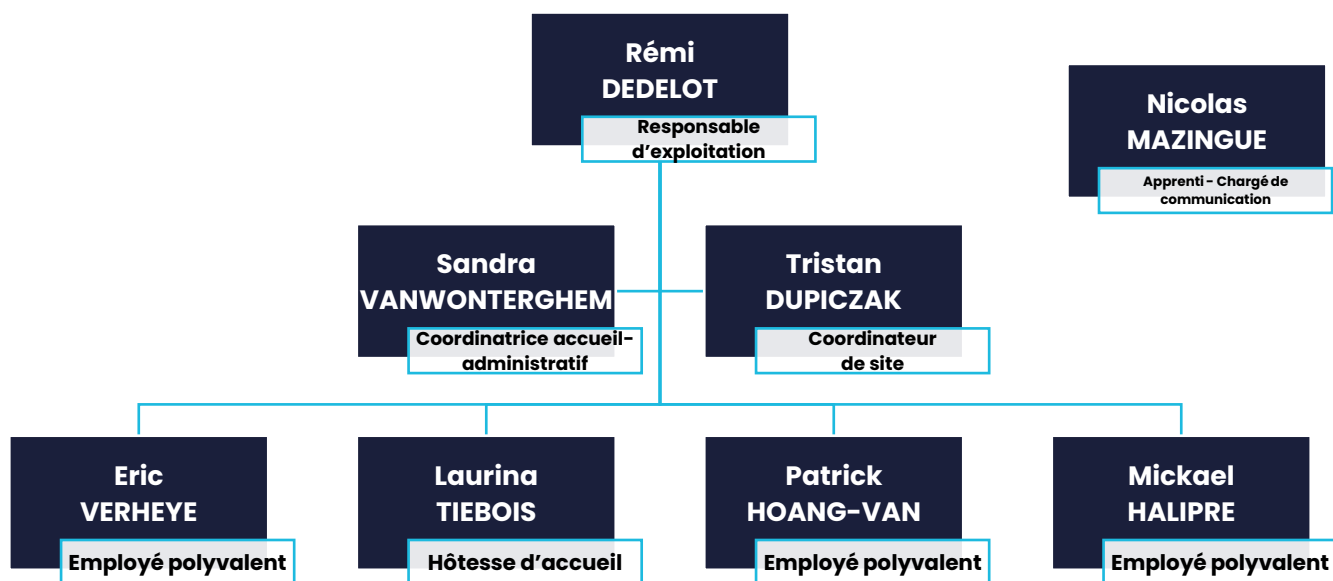 Rémi
DEDELOT
Responsable
d’exploitation
Nicolas
MAZINGUE
Apprenti – Chargé de
communication
Sandra
VANWONTERGHEM
Coordinatrice accueil-
administratif
Tristan
DUPICZAK
Coordinateur
de site
Eric
VERHEYE
Employé polyvalent
Laurina
TIEBOIS
Hôtesse d’accueil
Patrick
HOANG-VAN
Employé polyvalent
Mickael
HALIPRE
Employé polyvalent